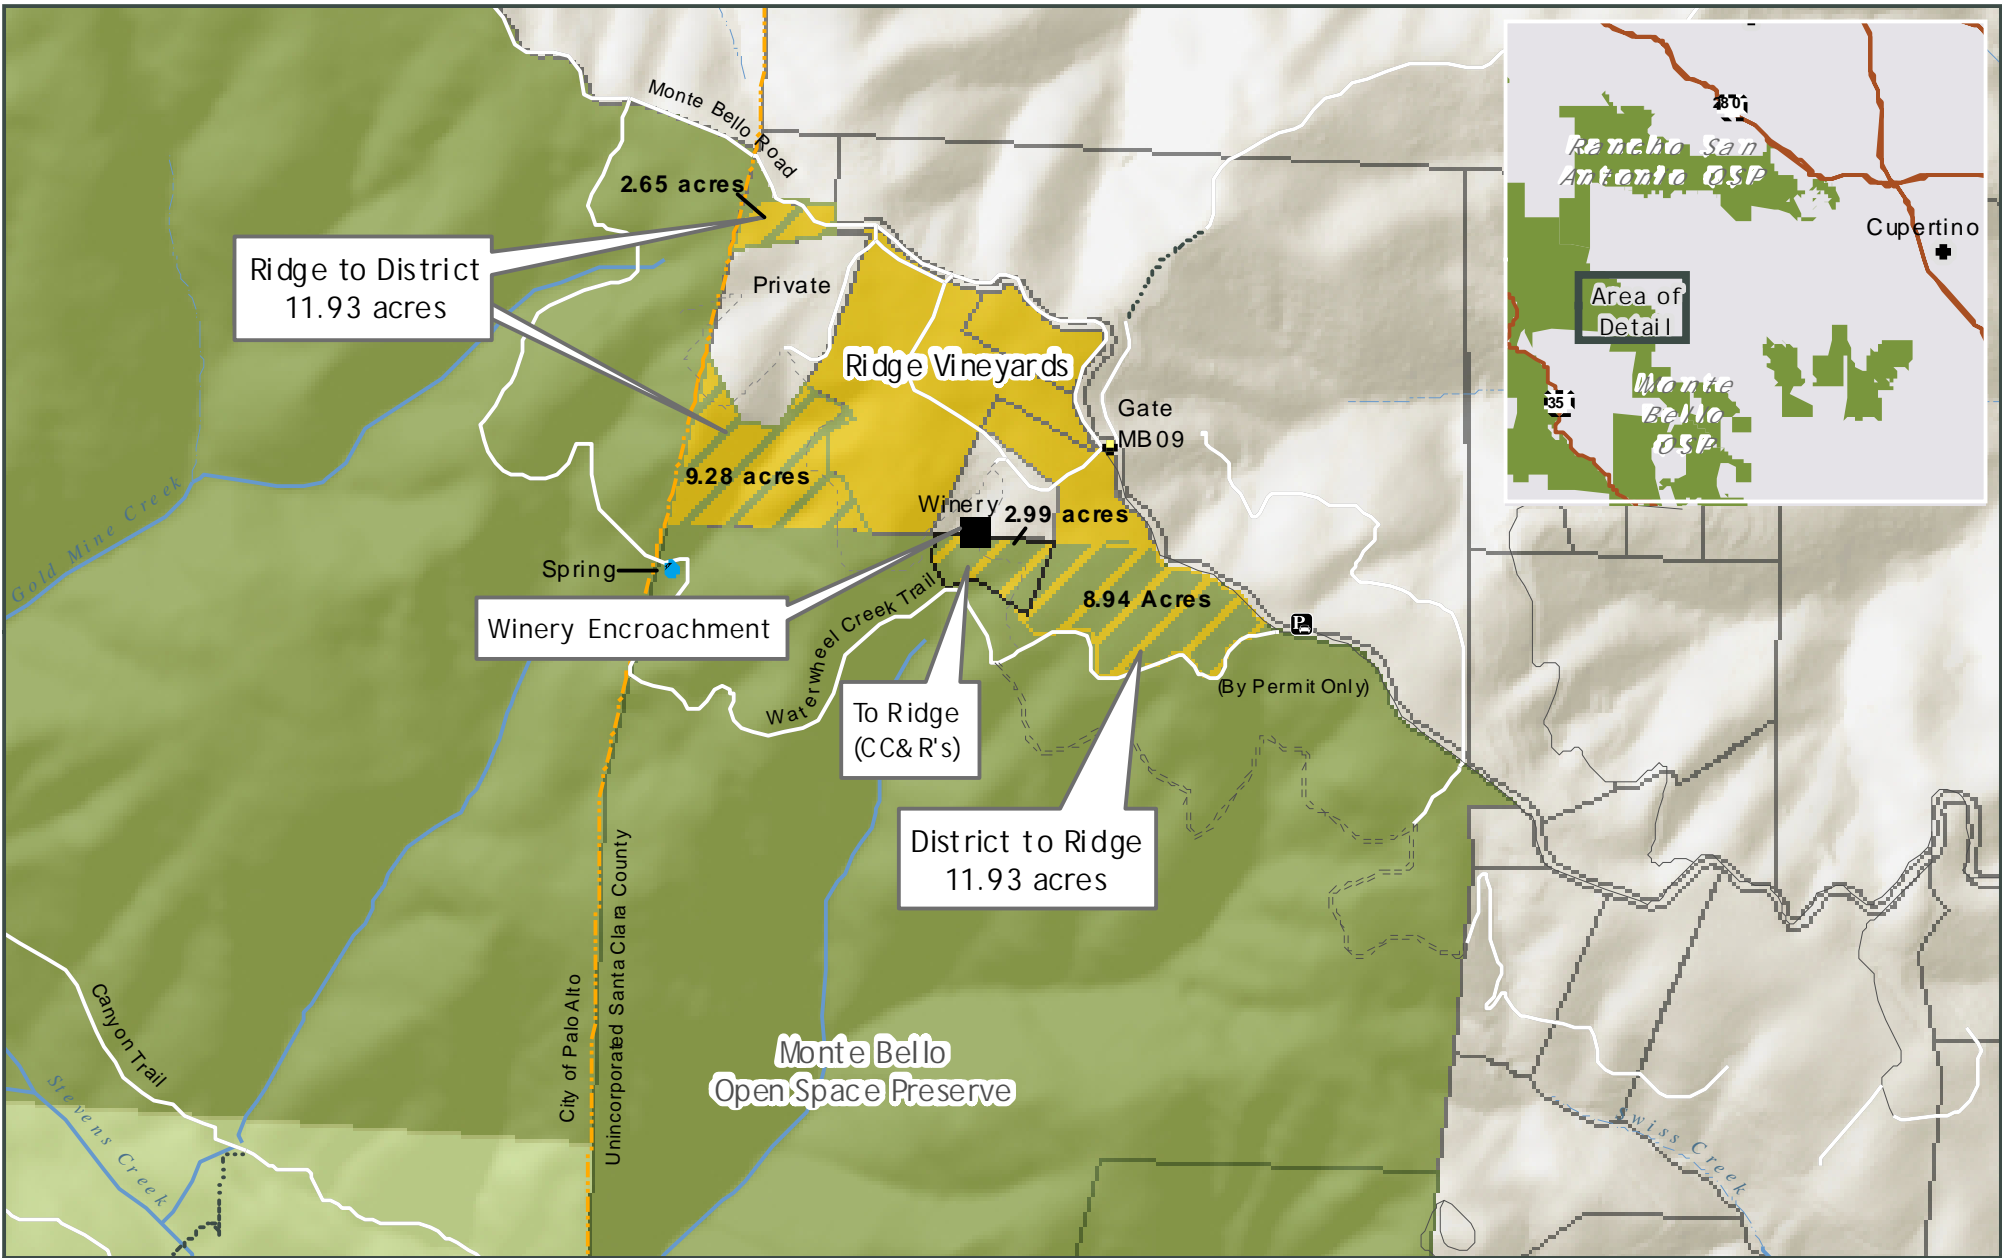 Monte Bello Road
2.65 acres
Ridge to District
11.93 acres
Private
Ridge Vineyards
Gate
MB09
9.28 acres
Winery
2.99 acres
Gold Mine Creek
Spring
8.94 Acres
Winery Encroachment
Waterwheel Creek Trail
P
(By Permit Only)
To Ridge
(CC&R's)
District to Ridge
11.93 acres
City of Palo Alto
Unincorporated Santa Clara County
Canyon Trail
Stevens Creek
Monte Bello
Open Space Preserve
Swiss Creek
280
Rancho San
Antonio OSP
Cupertino
Area of
Detail
35
Monte
Bello
OSP